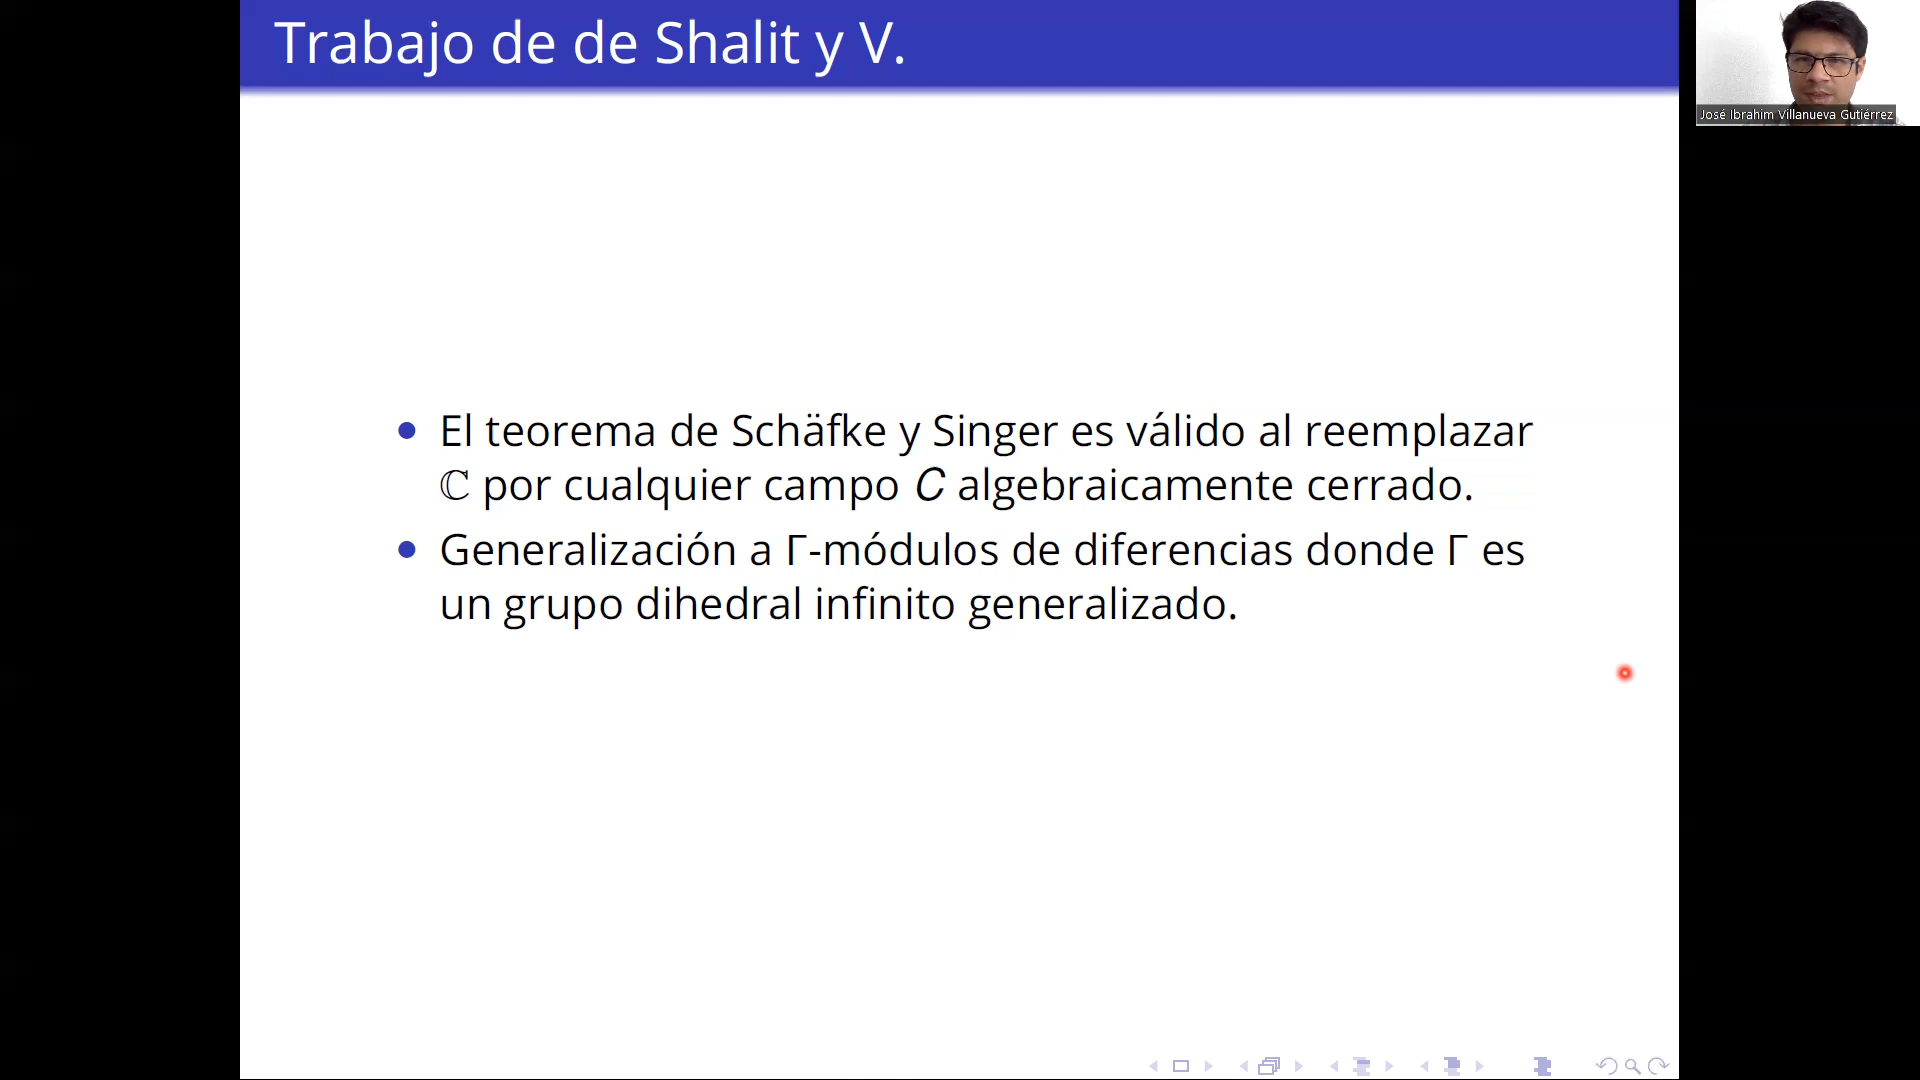 Trabajo de de Shalit y V.
José Ibrahim Villanueva Gutiérrez
El teorema de Schäfke y Singer es válido al reemplazar
ℂ por cualquier campo C algebraicamente cerrado.
Generalización a Γ-módulos de diferencias donde Γ es
un grupo dihedral infinito generalizado.